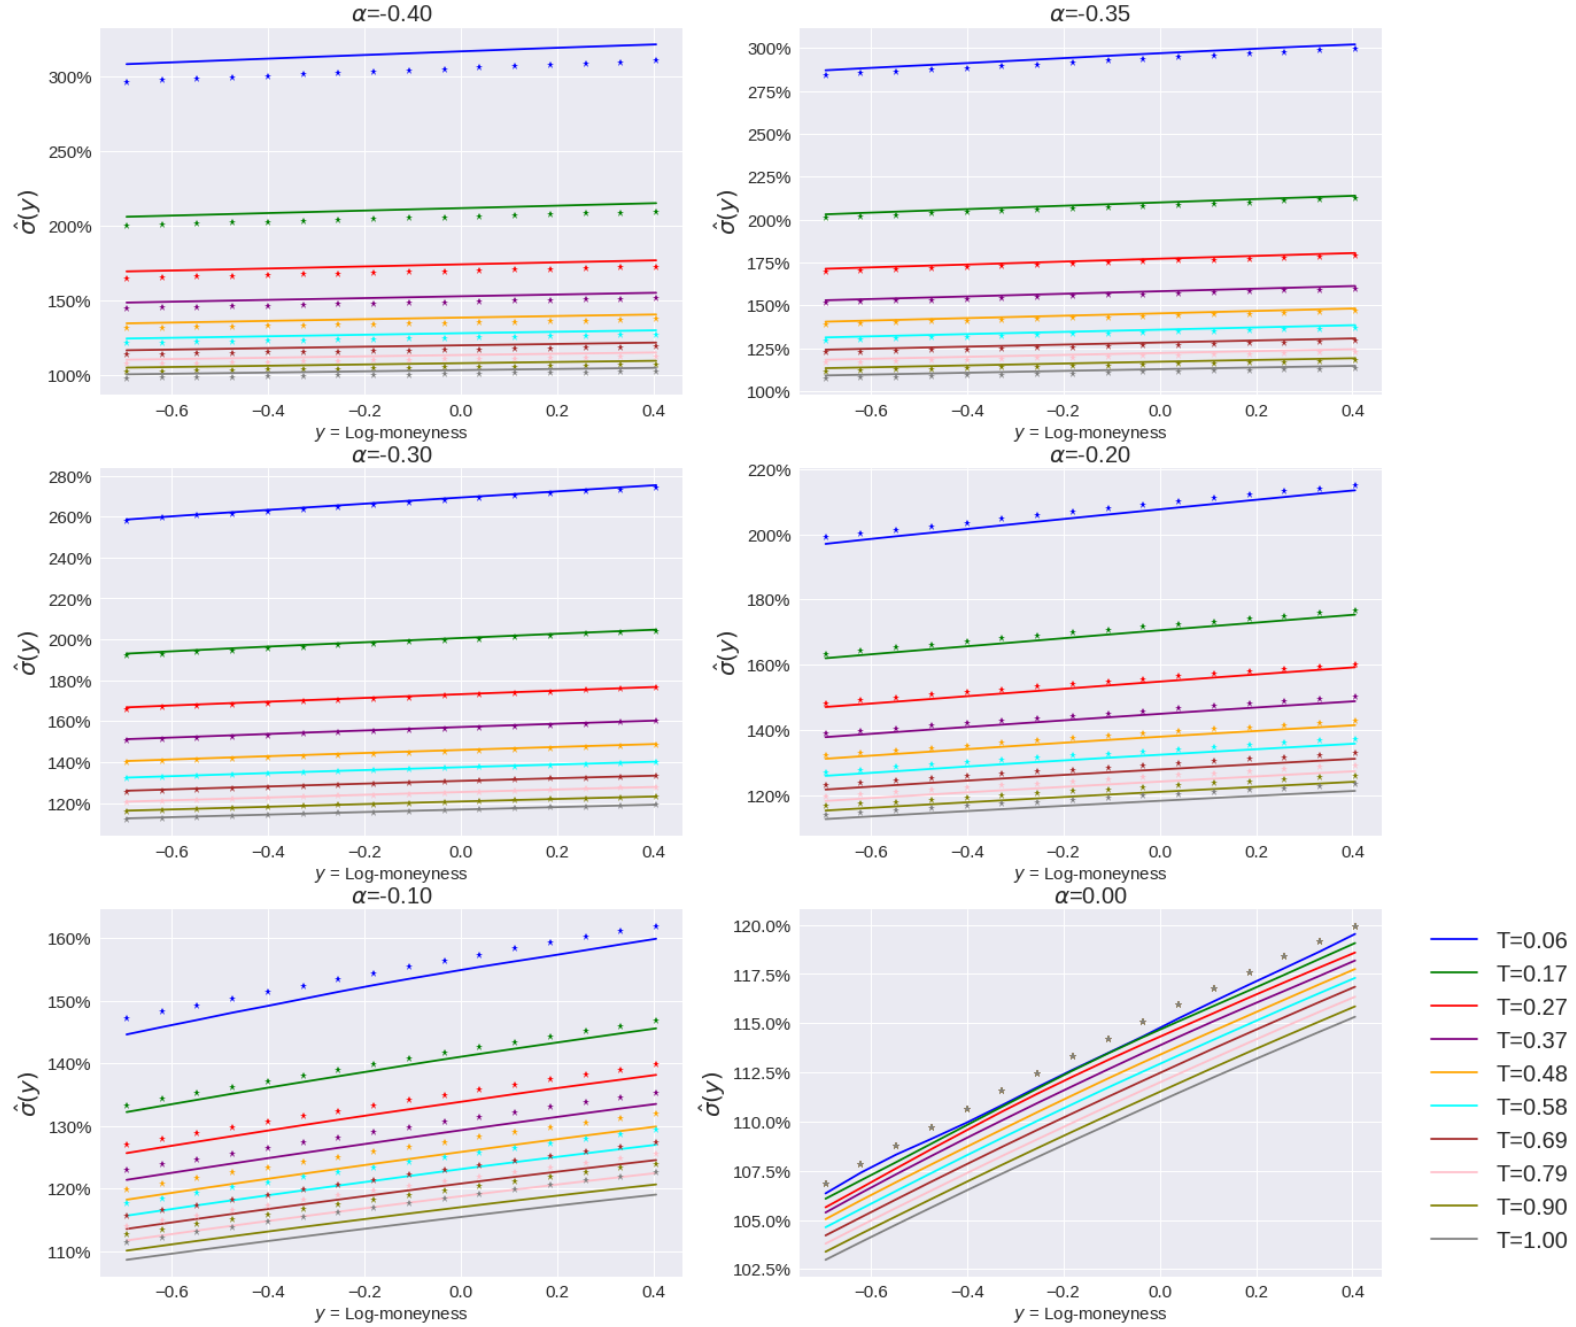 α=-0.40
300%
250%
200%
150%
100%
σ̂(y)
−0.6 −0.4 −0.2 0.0 0.2 0.4
y = Log-moneyness
α=-0.35
300%
275%
250%
225%
200%
175%
150%
125%
100%
σ̂(y)
−0.6 −0.4 −0.2 0.0 0.2 0.4
y = Log-moneyness
α=-0.30
280%
260%
240%
220%
200%
180%
160%
140%
120%
σ̂(y)
−0.6 −0.4 −0.2 0.0 0.2 0.4
y = Log-moneyness
α=-0.20
220%
200%
180%
160%
140%
120%
σ̂(y)
−0.6 −0.4 −0.2 0.0 0.2 0.4
y = Log-moneyness
α=-0.10
160%
150%
140%
130%
120%
110%
σ̂(y)
−0.6 −0.4 −0.2 0.0 0.2 0.4
y = Log-moneyness
α=0.00
120.0%
117.5%
115.0%
112.5%
110.0%
107.5%
105.0%
102.5%
σ̂(y)
−0.6 −0.4 −0.2 0.0 0.2 0.4
y = Log-moneyness
T=0.06
T=0.17
T=0.27
T=0.37
T=0.48
T=0.58
T=0.69
T=0.79
T=0.90
T=1.00